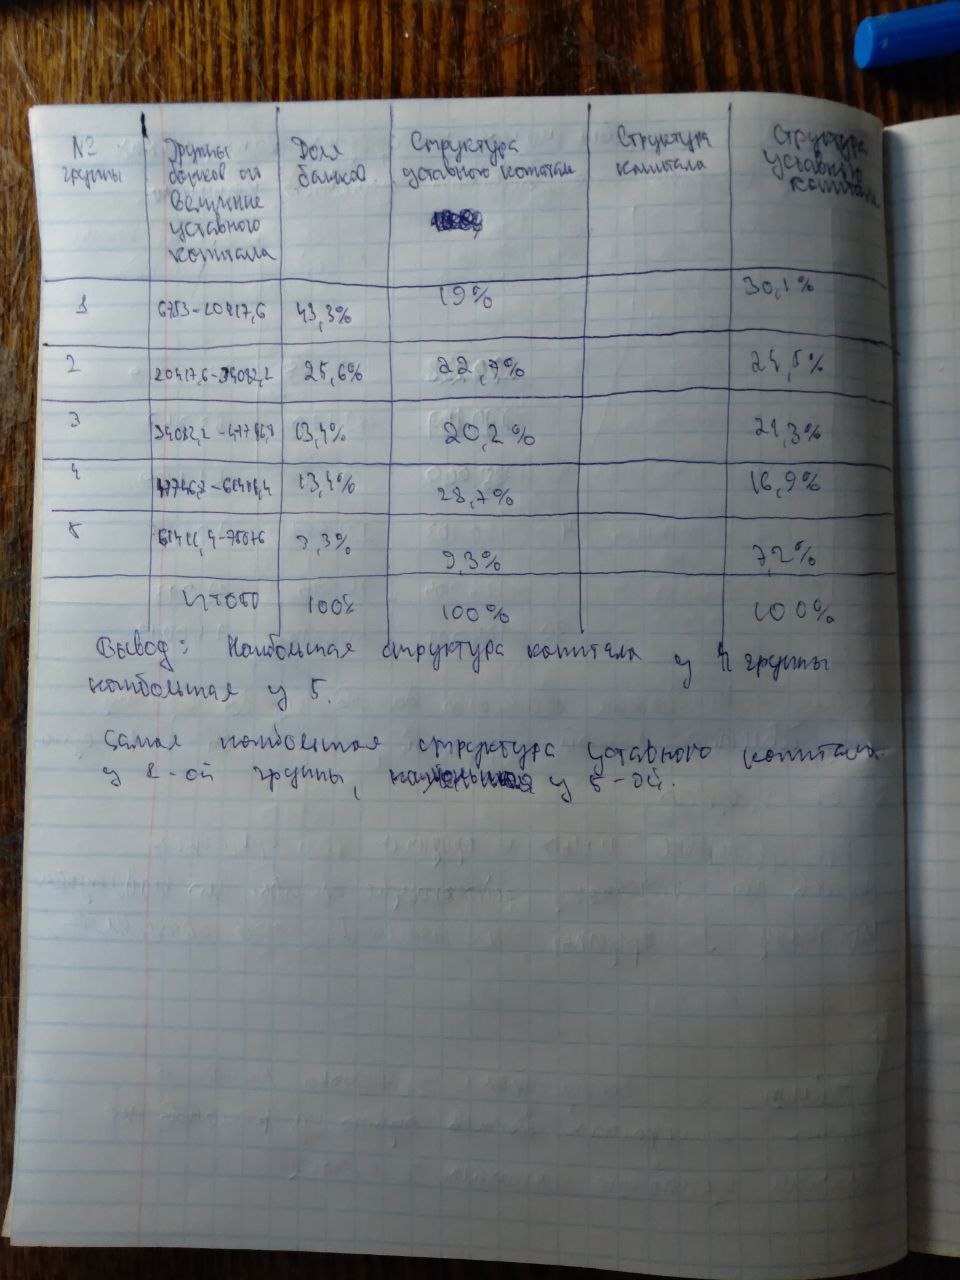 № группы | Группы банков от величине уставного капитала | Доля банков | Структура уставного капитала | Структура капитала | Структура уставного капитала
1 | 6753-20417,6 | 43,3% | 19% | | 30,1%
2 | 20417,6-34082,2 | 25,6% | 22,7% | | 24,5%
3 | 34082,2-47746,8 | 13,4% | 20,2% | | 21,3%
4 | 47746,8-61411,4 | 13,4% | 28,7% | | 16,9%
5 | 61411,4-75076 | 3,3% | 9,3% | | 7,2%
Итого | 100% | 100% | | 100%
Вывод: Наибольшая структура капитала у 4 группы
наибольшая у 5.
Самая наибольшая структура уставного капитала
у 1-ой группы, наименьшая у 5-ой.